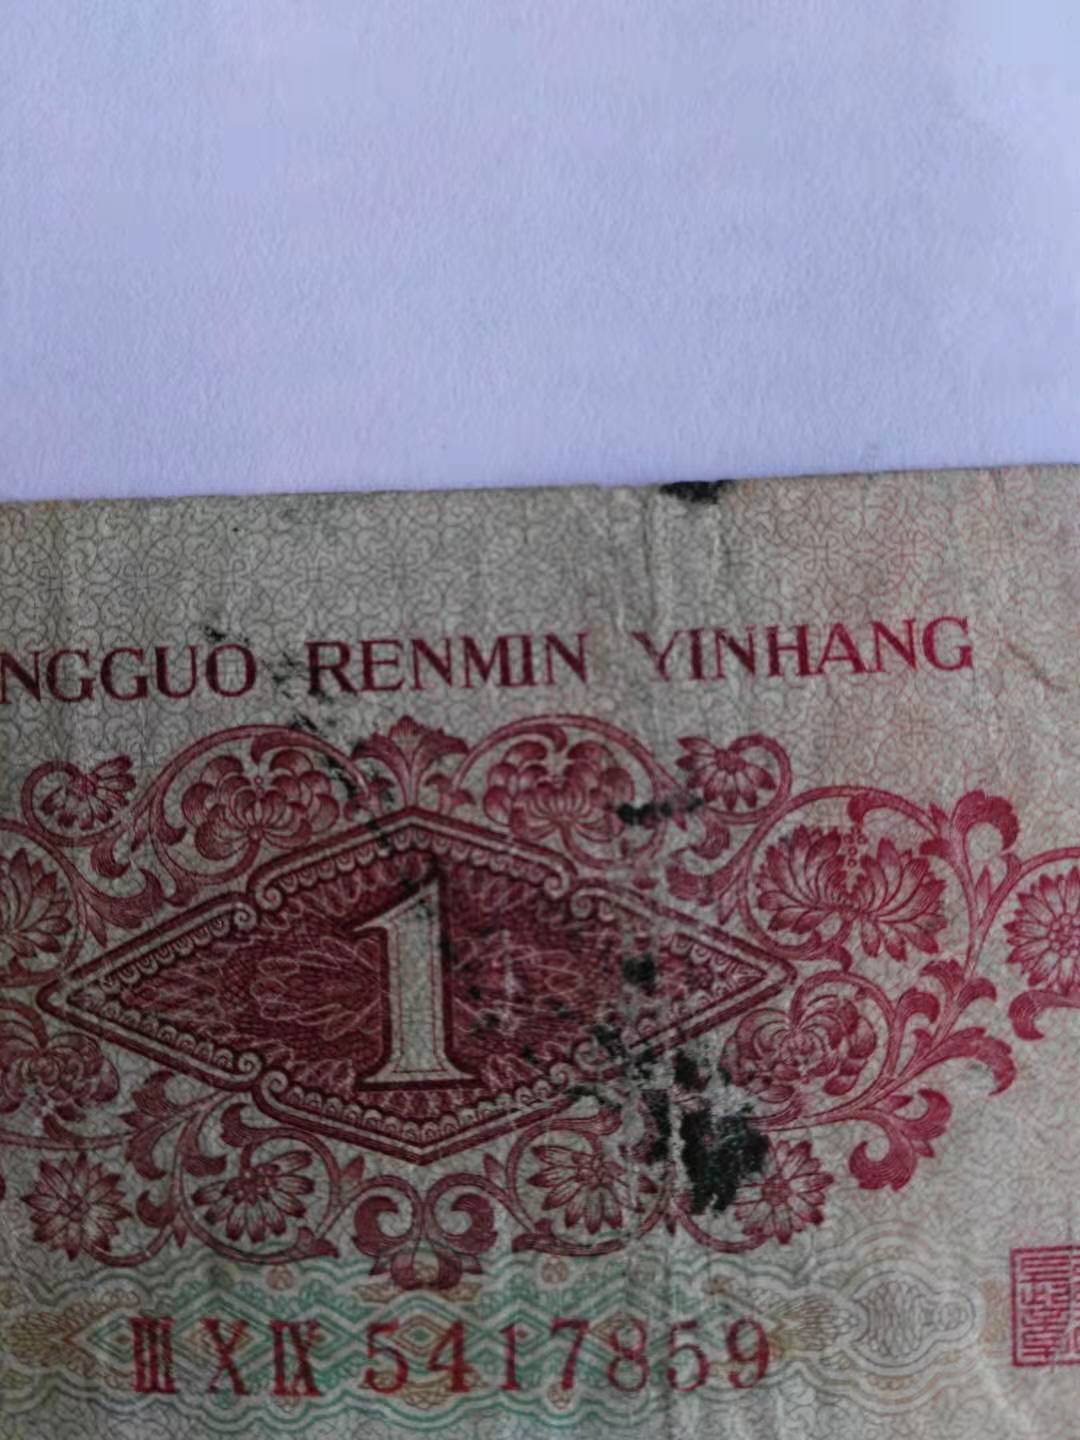 NGGUO RENMIN YINHANG
1
III X IX 5417859